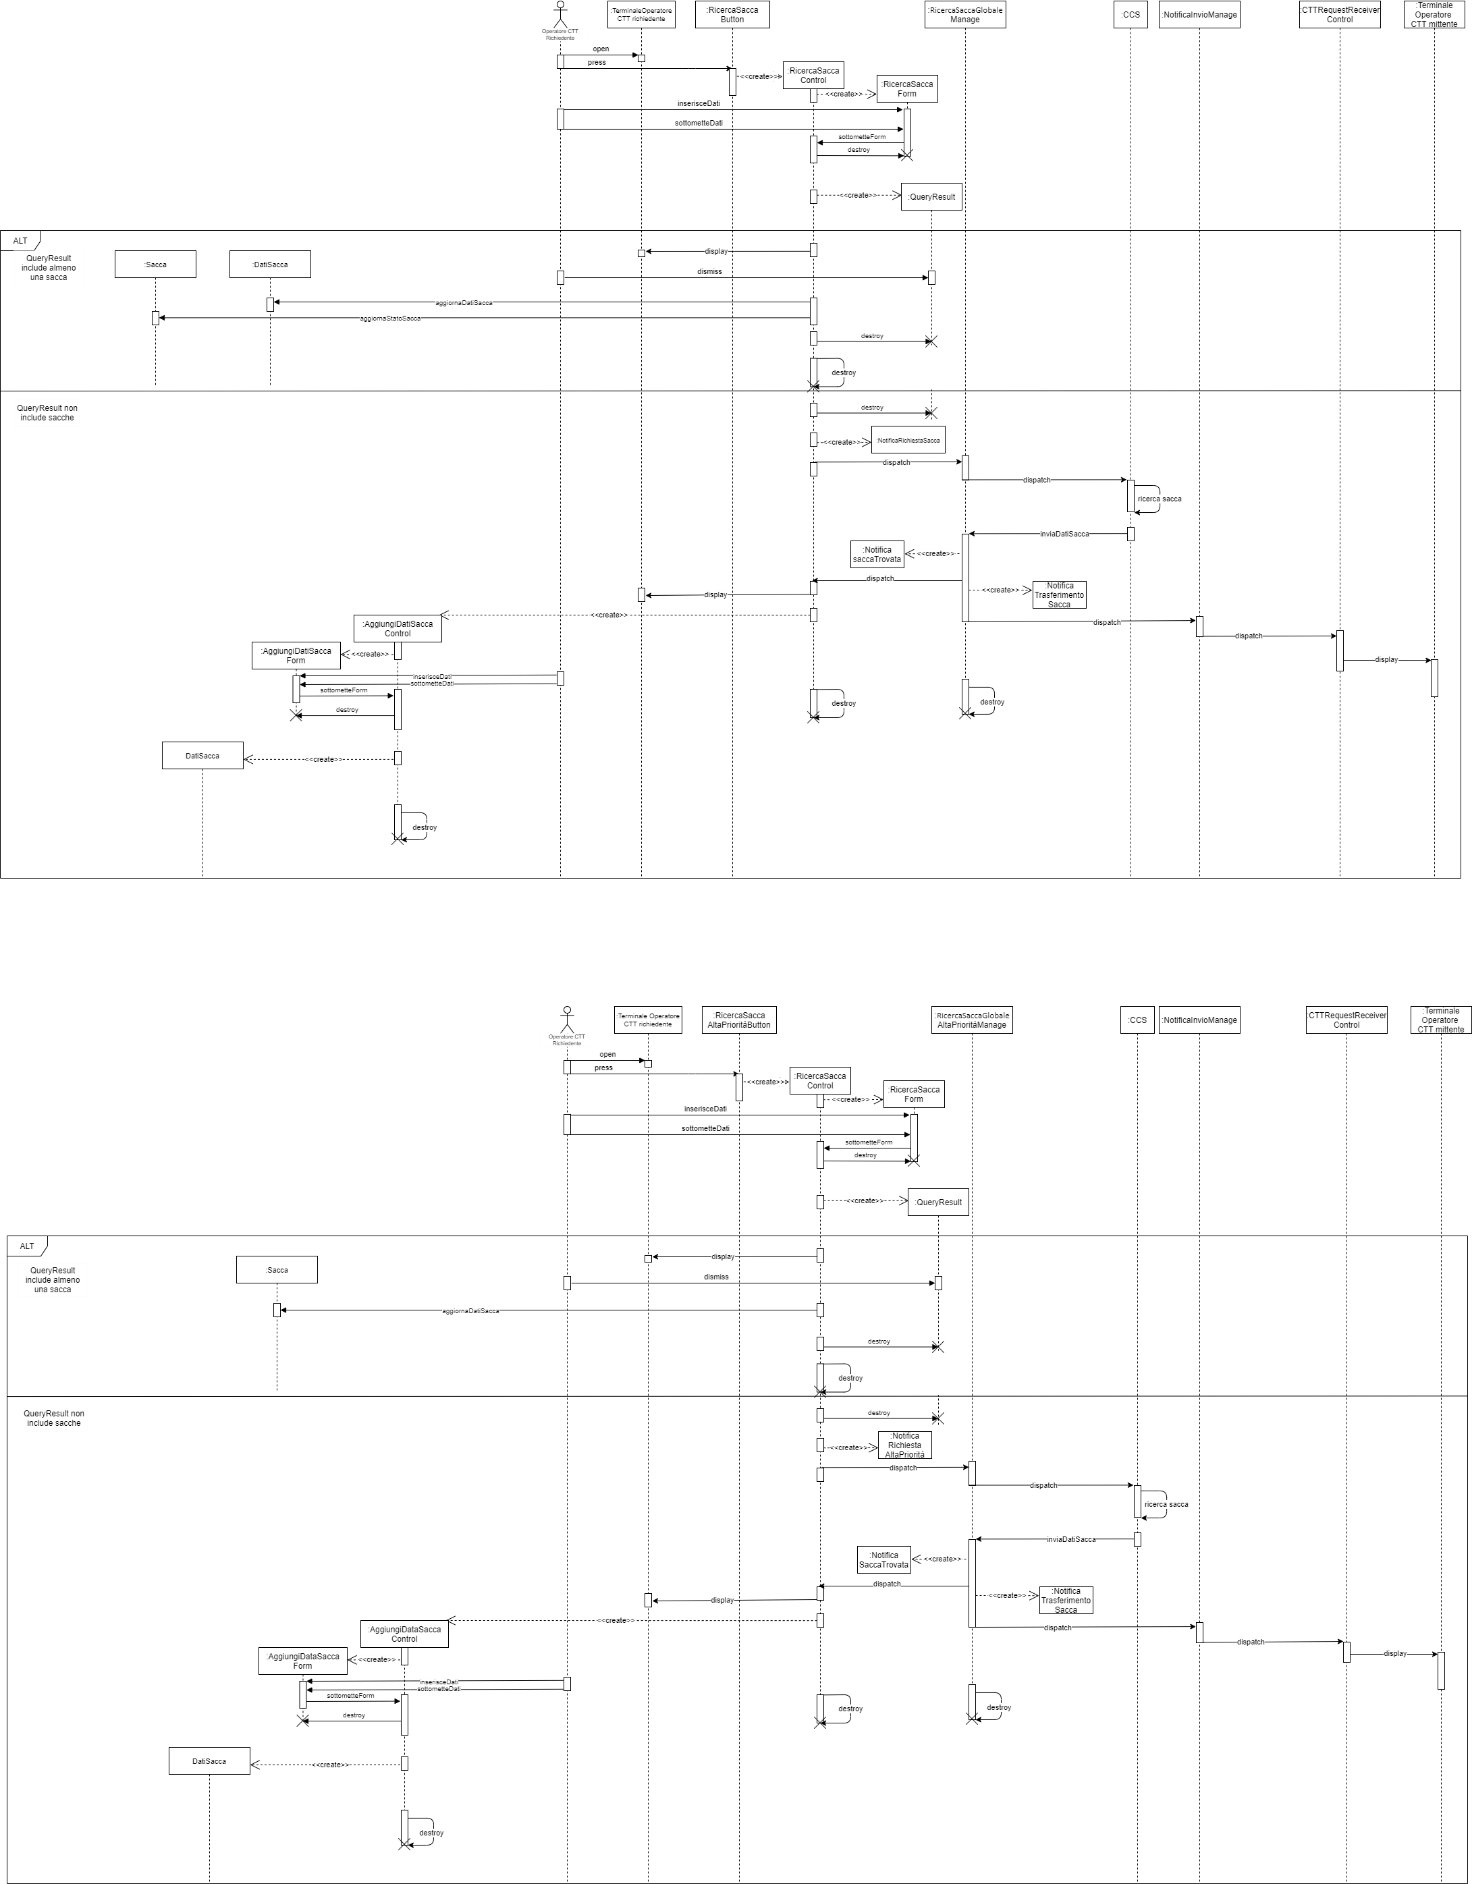 Operatore CTT
Richiedente
:TerminaleOperatore
CTT richiedente
:RicercaSacca
Button
:RicercaSaccaGlobale
Manage
:CCS
:NotificaInvioManage
:CTTRequestReceiver
Control
:Terminale
Operatore
CTT mittente
open
press
<<create>>
:RicercaSacca
Control
<<create>>
:RicercaSacca
Form
inserisceDati
sottometteDati
sottometteForm
destroy
<<create>>
:QueryResult
ALT
QueryResult
include almeno
una sacca
:Sacca
:DatiSacca
display
dismiss
aggiornaDatiSacca
aggiornaStatoSacca
destroy
destroy
QueryResult non
include sacche
destroy
<<create>>
:NotificaRichiestaSacca
dispatch
dispatch
ricerca sacca
inviaDatiSacca
:Notifica
saccaTrovata
<<create>>
dispatch
<<create>>
Notifica
Trasferimento
Sacca
display
<<create>>
dispatch
dispatch
display
:AggiungiDatiSacca
Control
:AggiungiDatiSacca
Form
<<create>>
inserisceDati
sottometteDati
sottometteForm
destroy
destroy
destroy
DatiSacca
<<create>>
destroy
Operatore CTT
Richiedente
:Terminale Operatore
CTT richiedente
:RicercaSacca
AltaPrioritàButton
:RicercaSaccaGlobale
AltaPrioritàManage
:CCS
:NotificaInvioManage
:CTTRequestReceiver
Control
:Terminale
Operatore
CTT mittente
open
press
<<create>>
:RicercaSacca
Control
<<create>>
:RicercaSacca
Form
inserisceDati
sottometteDati
sottometteForm
destroy
<<create>>
:QueryResult
ALT
QueryResult
include almeno
una sacca
:Sacca
display
dismiss
aggiornaDatiSacca
destroy
destroy
QueryResult non
include sacche
destroy
<<create>>
:Notifica
Richiesta
AltaPriorità
dispatch
dispatch
ricerca sacca
inviaDatiSacca
:Notifica
SaccaTrovata
<<create>>
dispatch
<<create>>
:Notifica
Trasferimento
Sacca
display
<<create>>
dispatch
dispatch
display
:AggiungiDataSacca
Control
:AggiungiDataSacca
Form
<<create>>
inserisceDati
sottometteDati
sottometteForm
destroy
destroy
destroy
DatiSacca
<<create>>
destroy